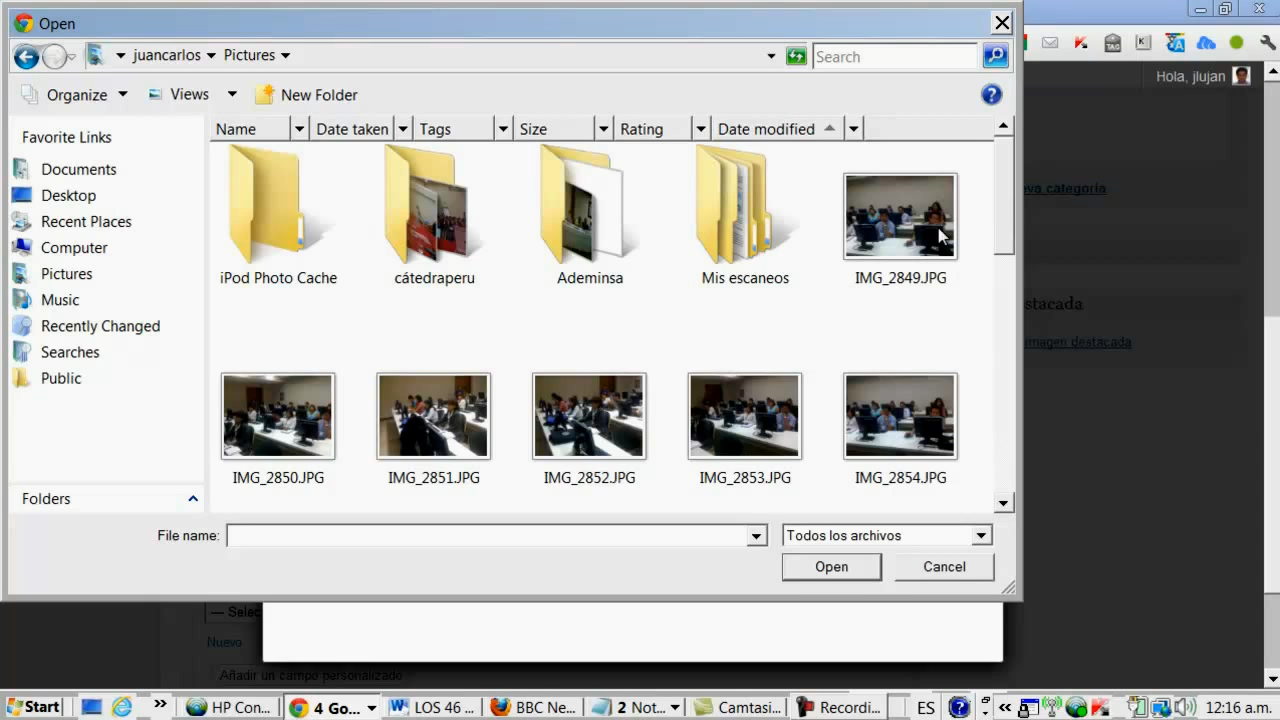 Open
juancarlos Pictures
Search
Hola, jlujan
Organize Views New Folder
Favorite Links
Documents
Desktop
Recent Places
Computer
Pictures
Music
Recently Changed
Searches
Public
Folders
Name Date taken Tags Size Rating Date modified
iPod Photo Cache cátedraperu Ademinsa Mis escaneos IMG_2849.JPG
IMG_2850.JPG IMG_2851.JPG IMG_2852.JPG IMG_2853.JPG IMG_2854.JPG
categoría
imagen destacada
File name: Todos los archivos
Open Cancel
Nuevo
Añadir un campo personalizado
Start HP Con... 4 Go... LOS 46 ... BBC Ne... 2 Not... Camtasi... Recordi... ES 12:16 a.m.